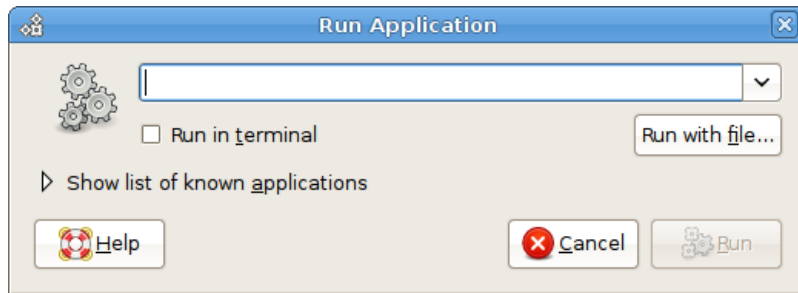 Run Application
Run in terminal
Run with file...
Show list of known applications
Help
Cancel
Run